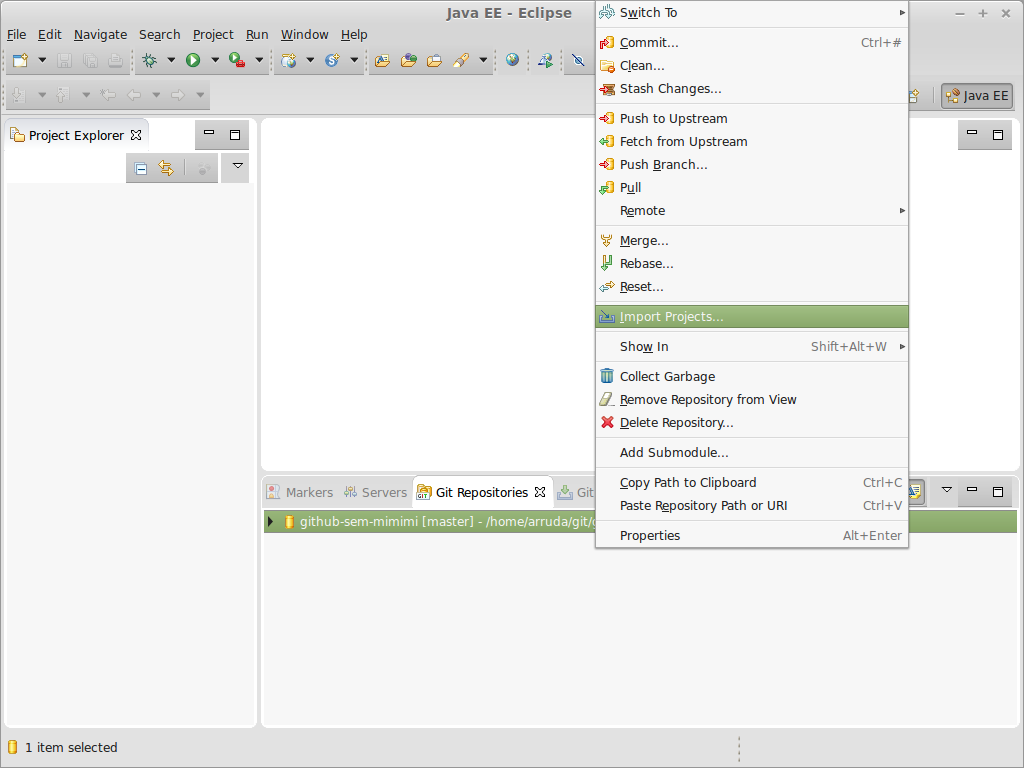 Java EE - Eclipse
File Edit Navigate Search Project Run Window Help
Java EE
Project Explorer
Switch To
Commit... Ctrl+#
Clean...
Stash Changes...
Push to Upstream
Fetch from Upstream
Push Branch...
Pull
Remote
Merge...
Rebase...
Reset...
Import Projects...
Show In Shift+Alt+W
Collect Garbage
Remove Repository from View
Delete Repository...
Add Submodule...
Copy Path to Clipboard Ctrl+C
Paste Repository Path or URI Ctrl+V
Properties Alt+Enter
Markers Servers Git Repositories Git
github-sem-mimimi [master] - /home/arruda/git/
1 item selected